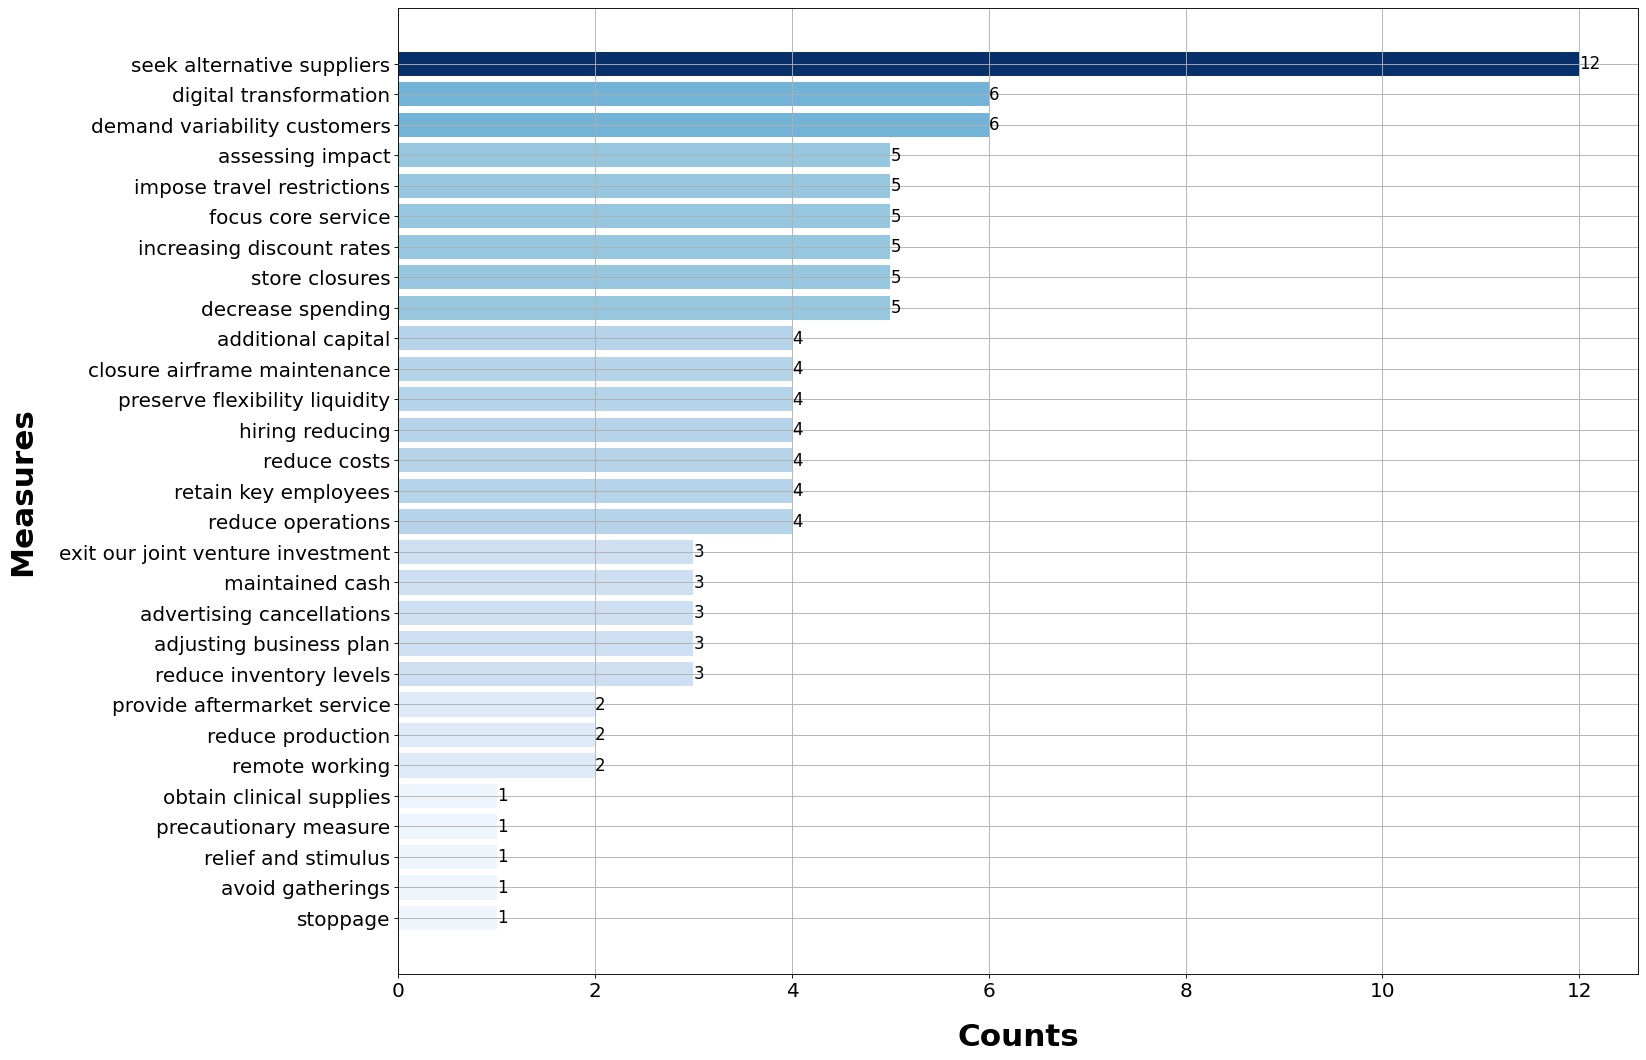 Measures
seek alternative suppliers 12
digital transformation 6
demand variability customers 6
assessing impact 5
impose travel restrictions 5
focus core service 5
increasing discount rates 5
store closures 5
decrease spending 5
additional capital 4
closure airframe maintenance 4
preserve flexibility liquidity 4
hiring reducing 4
reduce costs 4
retain key employees 4
reduce operations 4
exit our joint venture investment 3
maintained cash 3
advertising cancellations 3
adjusting business plan 3
reduce inventory levels 3
provide aftermarket service 2
reduce production 2
remote working 2
obtain clinical supplies 1
precautionary measure 1
relief and stimulus 1
avoid gatherings 1
stoppage 1
0 2 4 6 8 10 12
Counts